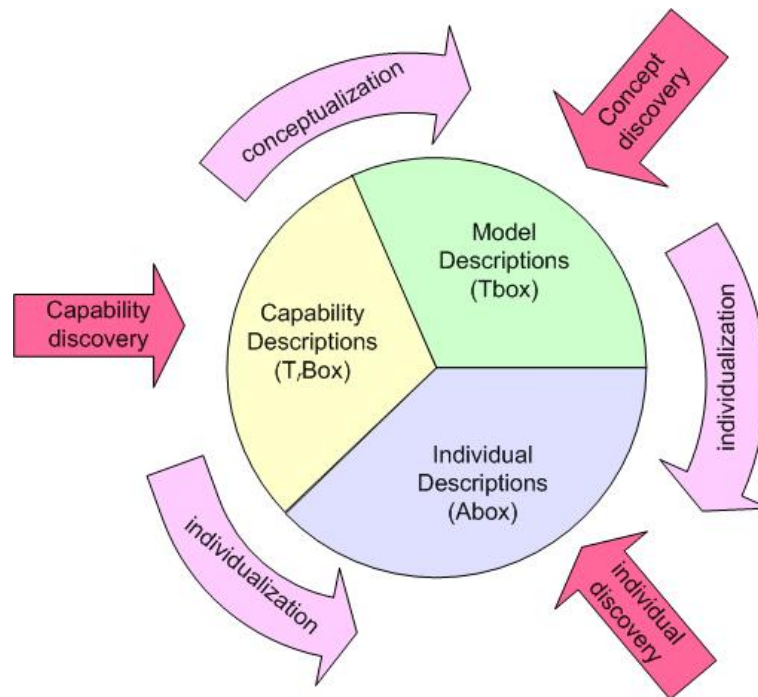 conceptualization
Concept
discovery
Model
Descriptions
(Tbox)
Capability
discovery
Capability
Descriptions
(TrBox)
individualization
Individual
Descriptions
(Abox)
individualization
individual
discovery